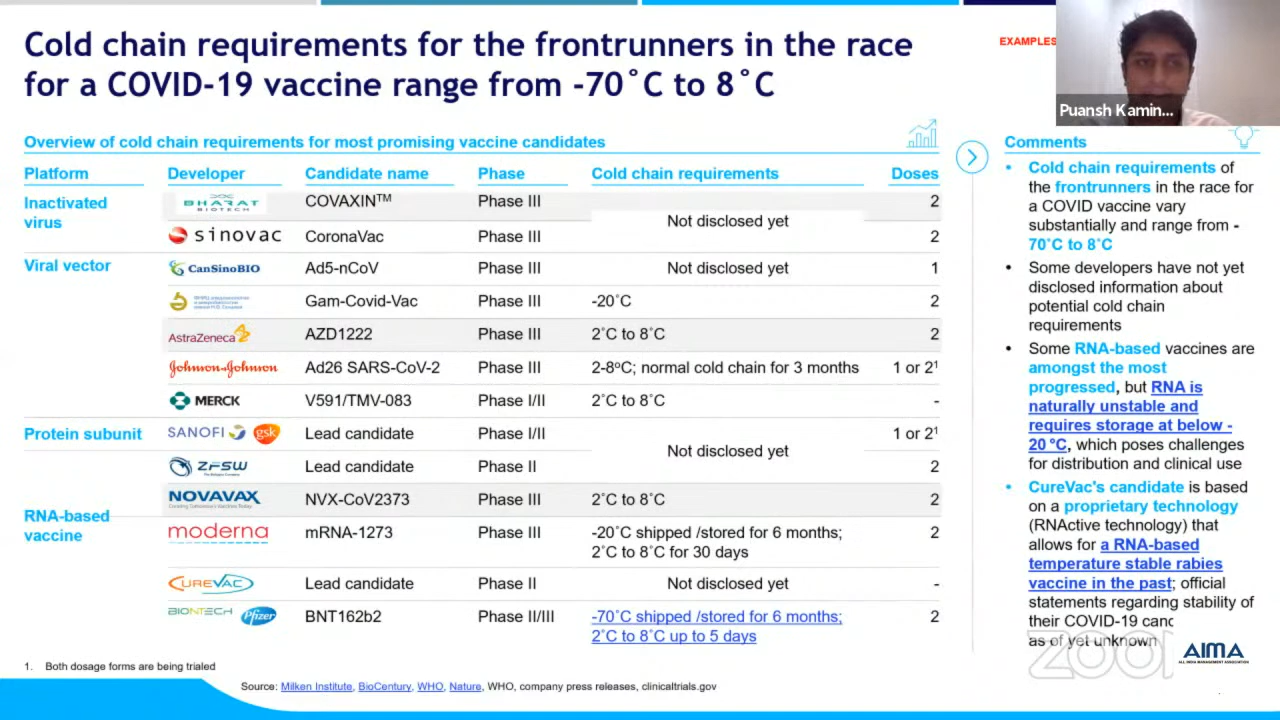 Cold chain requirements for the frontrunners in the race
for a COVID-19 vaccine range from -70˚C to 8˚C
EXAMPLES
Puansh Kamin...
Overview of cold chain requirements for most promising vaccine candidates
Platform Developer Candidate name Phase Cold chain requirements Doses
Inactivated
virus
BHARAT
BIOTECH
COVAXIN™ Phase III 2
Not disclosed yet
sinovac CoronaVac Phase III 2
Viral vector CanSinoBIO Ad5-nCoV Phase III Not disclosed yet 1
Gam-Covid-Vac Phase III -20˚C 2
AstraZeneca AZD1222 Phase III 2˚C to 8˚C 2
Johnson&Johnson Ad26 SARS-CoV-2 Phase III 2-8ºC; normal cold chain for 3 months 1 or 2¹
MERCK V591/TMV-083 Phase I/II 2˚C to 8˚C -
Protein subunit SANOFI gsk Lead candidate Phase I/II 1 or 2¹
Not disclosed yet
ZFSW Lead candidate Phase II 2
NOVAVAX NVX-CoV2373 Phase III 2˚C to 8˚C 2
RNA-based
vaccine
moderna mRNA-1273 Phase III -20˚C shipped /stored for 6 months; 2
2˚C to 8˚C for 30 days
CUREVAC Lead candidate Phase II Not disclosed yet -
BIONTECH Pfizer BNT162b2 Phase II/III -70˚C shipped /stored for 6 months; 2
2˚C to 8˚C up to 5 days
1. Both dosage forms are being trialed
Source: Milken Institute, BioCentury, WHO, Nature, WHO, company press releases, clinicaltrials.gov
Comments
• Cold chain requirements of
the frontrunners in the race for
a COVID vaccine vary
substantially and range from -
70˚C to 8˚C
• Some developers have not yet
disclosed information about
potential cold chain
requirements
• Some RNA-based vaccines are
amongst the most
progressed, but RNA is
naturally unstable and
requires storage at below -
20 °C, which poses challenges
for distribution and clinical use
• CureVac's candidate is based
on a proprietary technology
(RNActive technology) that
allows for a RNA-based
temperature stable rabies
vaccine in the past; official
statements regarding stability of
their COVID-19 canc
as of yet unknown
zoom
AIMA
ALL INDIA MANAGEMENT ASSOCIATION